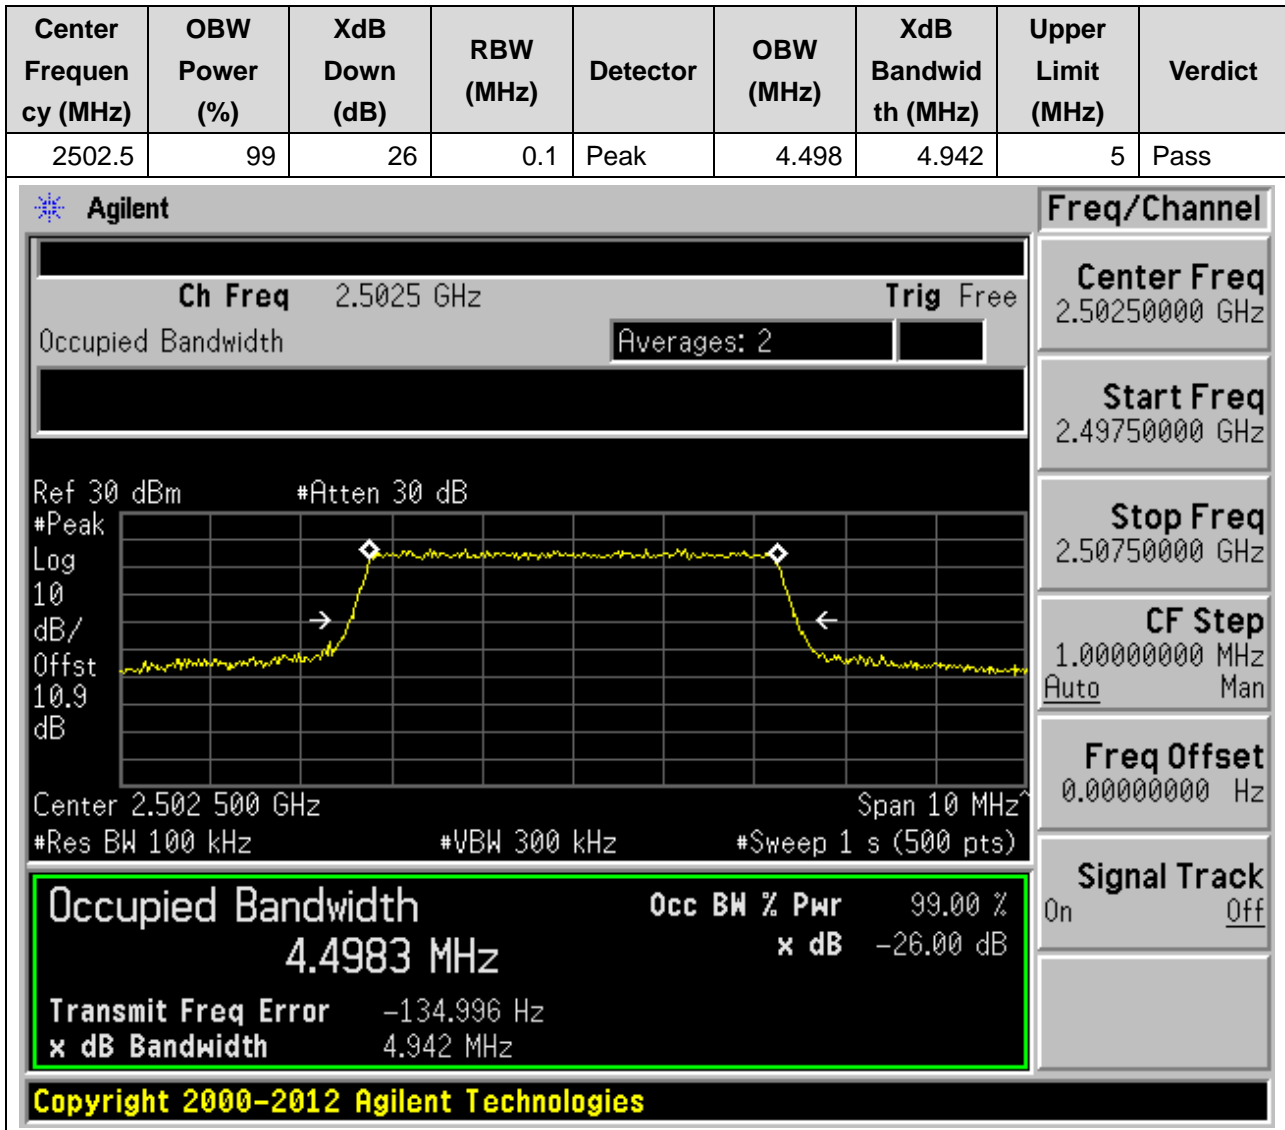 Center Frequen cy (MHz) OBW Power (%) XdB Down (dB) RBW (MHz) Detector OBW (MHz) XdB Bandwid th (MHz) Upper Limit (MHz) Verdict
2502.5 99 26 0.1 Peak 4.498 4.942 5 Pass
Agilent
Freq/Channel
Ch Freq 2.5025 GHz Trig Free
Occupied Bandwidth Averages: 2
Center Freq
2.50250000 GHz
Start Freq
2.49750000 GHz
Stop Freq
2.50750000 GHz
CF Step
1.00000000 MHz
Auto Man
Freq Offset
0.00000000 Hz
Signal Track
On Off
Ref 30 dBm #Atten 30 dB
#Peak
Log
10
dB/
Offst
10.9
dB
Center 2.502 500 GHz Span 10 MHz^
#Res BW 100 kHz #VBW 300 kHz #Sweep 1 s (500 pts)
Occupied Bandwidth Occ BW % Pwr 99.00 %
4.4983 MHz x dB -26.00 dB
Transmit Freq Error -134.996 Hz
x dB Bandwidth 4.942 MHz
Copyright 2000-2012 Agilent Technologies